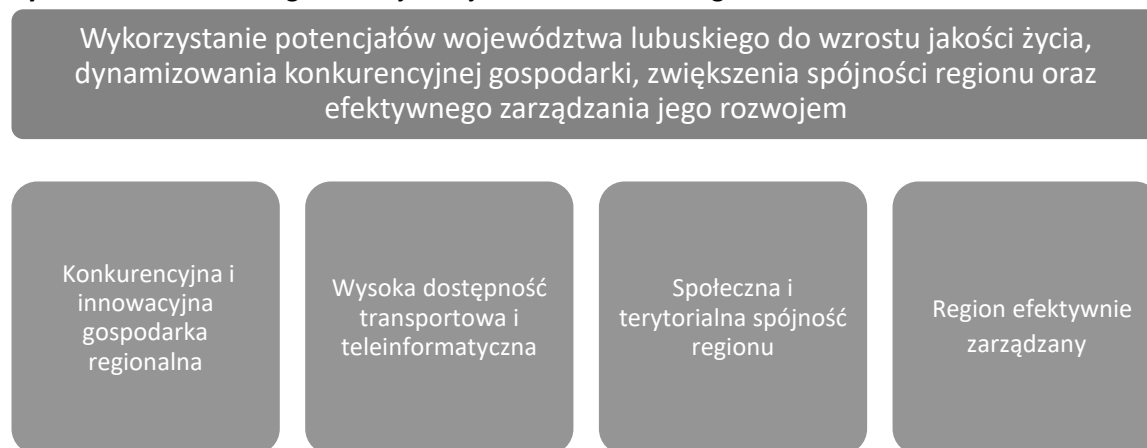 Wykorzystanie potencjałów województwa lubuskiego do wzrostu jakości życia,
dynamizowania konkurencyjnej gospodarki, zwiększenia spójności regionu oraz
efektywnego zarządzania jego rozwojem
Konkurencyjna i
innowacyjna
gospodarka
regionalna
Wysoka dostępność
transportowa i
teleinformatyczna
Społeczna i
terytorialna spójność
regionu
Region efektywnie
zarządzany